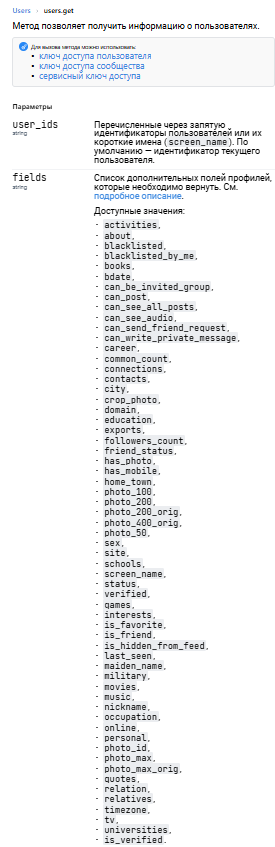 Users › users.get
Метод позволяет получить информацию о пользователях.
Для вызова метода можно использовать:
• ключ доступа пользователя
• ключ доступа сообщества
• сервисный ключ доступа
Параметры
user_ids
string
Перечисленные через запятую
идентификаторы пользователей или их
короткие имена (screen_name). По
умолчанию — идентификатор текущего
пользователя.
fields
string
Список дополнительных полей профилей,
которые необходимо вернуть. См.
подробное описание.
Доступные значения:
- activities,
- about,
- blacklisted,
- blacklisted_by_me,
- books,
- bdate,
- can_be_invited_group,
- can_post,
- can_see_all_posts,
- can_see_audio,
- can_send_friend_request,
- can_write_private_message,
- career,
- common_count,
- connections,
- contacts,
- city,
- crop_photo,
- domain,
- education,
- exports,
- followers_count,
- friend_status,
- has_photo,
- has_mobile,
- home_town,
- photo_100,
- photo_200,
- photo_200_orig,
- photo_400_orig,
- photo_50,
- sex,
- site,
- schools,
- screen_name,
- status,
- verified,
- games,
- interests,
- is_favorite,
- is_friend,
- is_hidden_from_feed,
- last_seen,
- maiden_name,
- military,
- movies,
- music,
- nickname,
- occupation,
- online,
- personal,
- photo_id,
- photo_max,
- photo_max_orig,
- quotes,
- relation,
- relatives,
- timezone,
- tv,
- universities,
- is_verified.